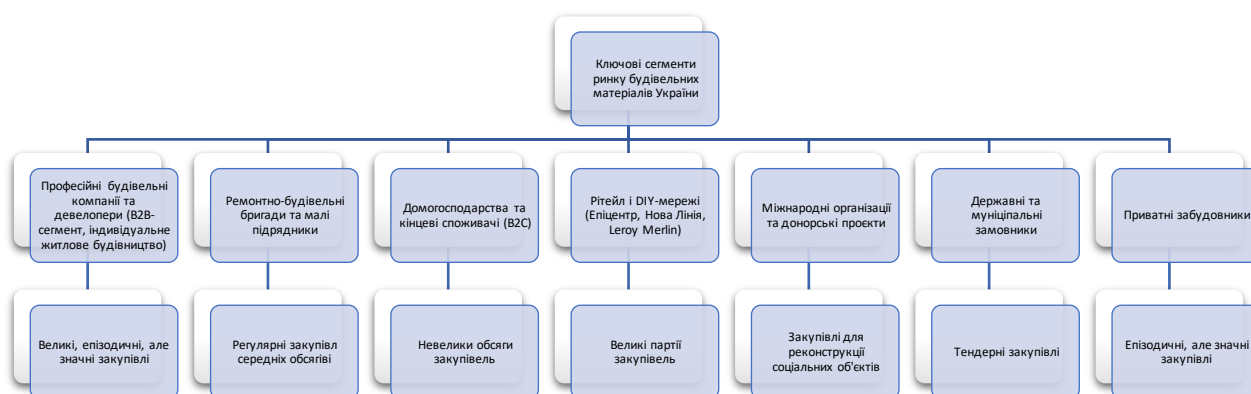 Ключові сегменти
ринку будівельних
матеріалів України
Професійні будівельні
компанії та
девелопери (B2B-
сегмент, індивідуальне
житлове будівництво)
Ремонтно-будівельні
бригади та малі
підрядники
Домогосподарства та
кінцеві споживачі (B2C)
Рітейл і DIY-мережі
(Епіцентр, Нова Лінія,
Leroy Merlin)
Міжнародні організації
та донорські проєкти
Державні та
муніципальні
замовники
Приватні забудовники
Великі, епізодичні, але
значні закупівлі
Регулярні закупівл
середніх обсягіві
Невелики обсяги
закупівель
Великі партії
закупівель
Закупівлі для
реконструкції
соціальних об'єктів
Тендерні закупівлі
Епізодичні, але значні
закупівлі